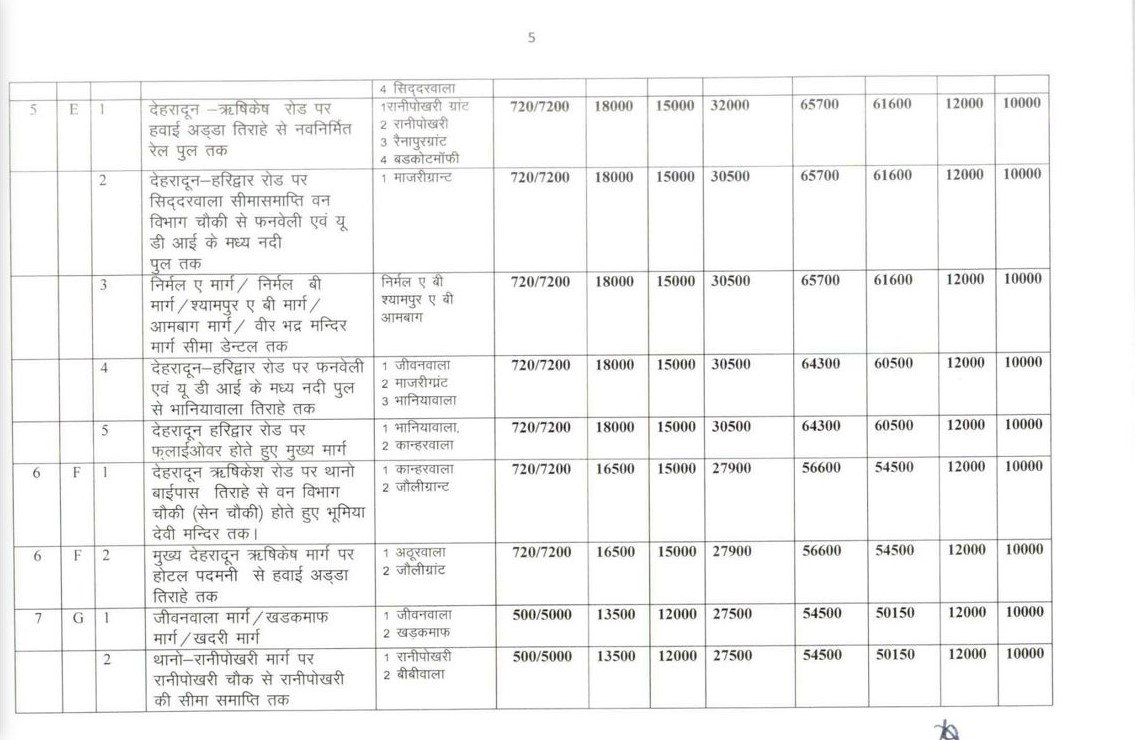 5
4 सिद्दरवाला
5 E 1 देहरादून –ऋषिकेष रोड पर 1रानीपोखरी ग्रांट 720/7200 18000 15000 32000 65700 61600 12000 10000
हवाई अड्डा तिराहे से नवनिर्मित 2 रानीपोखरी
रेल पुल तक 3 रैनापुरग्रांट
4 बडकोटमॉफी
2 देहरादून–हरिद्वार रोड पर 1 माजरीग्रान्ट 720/7200 18000 15000 30500 65700 61600 12000 10000
सिद्दरवाला सीमासमाप्ति वन
विभाग चौकी से फनवेली एवं यू
डी आई के मध्य नदी
पुल तक
3 निर्मल ए मार्ग/ निर्मल बी निर्मल ए बी 720/7200 18000 15000 30500 65700 61600 12000 10000
मार्ग/श्यामपुर ए बी मार्ग/ श्यामपुर ए बी
आमबाग मार्ग/ वीर भद्र मन्दिर आमबाग
मार्ग सीमा डेन्टल तक
4 देहरादून–हरिद्वार रोड पर फनवेली 1 जीवनवाला 720/7200 18000 15000 30500 64300 60500 12000 10000
एवं यू डी आई के मध्य नदी पुल 2 माजरीग्रांट
से भानियावाला तिराहे तक 3 भानियावाला
5 देहरादून हरिद्वार रोड पर 1 भानियावाला, 720/7200 18000 15000 30500 64300 60500 12000 10000
फ्लाईओवर होते हुए मुख्य मार्ग 2 कान्हरवाला
6 F 1 देहरादून ऋषिकेश रोड पर थानो 1 कान्हरवाला 720/7200 16500 15000 27900 56600 54500 12000 10000
बाईपास तिराहे से वन विभाग 2 जौलीग्रान्ट
चौकी (सेन चौकी) होते हुए भूमिया
देवी मन्दिर तक।
6 F 2 मुख्य देहरादून ऋषिकेष मार्ग पर 1 अठूरवाला 720/7200 16500 15000 27900 56600 54500 12000 10000
होटल पदमनी से हवाई अड्डा 2 जौलीग्रांट
तिराहे तक
7 G 1 जीवनवाला मार्ग/खडकमाफ 1 जीवनवाला 500/5000 13500 12000 27500 54500 50150 12000 10000
मार्ग/खदरी मार्ग 2 खड़कमाफ
2 थानो–रानीपोखरी मार्ग पर 1 रानीपोखरी 500/5000 13500 12000 27500 54500 50150 12000 10000
रानीपोखरी चौक से रानीपोखरी 2 बीबीवाला
की सीमा समाप्ति तक